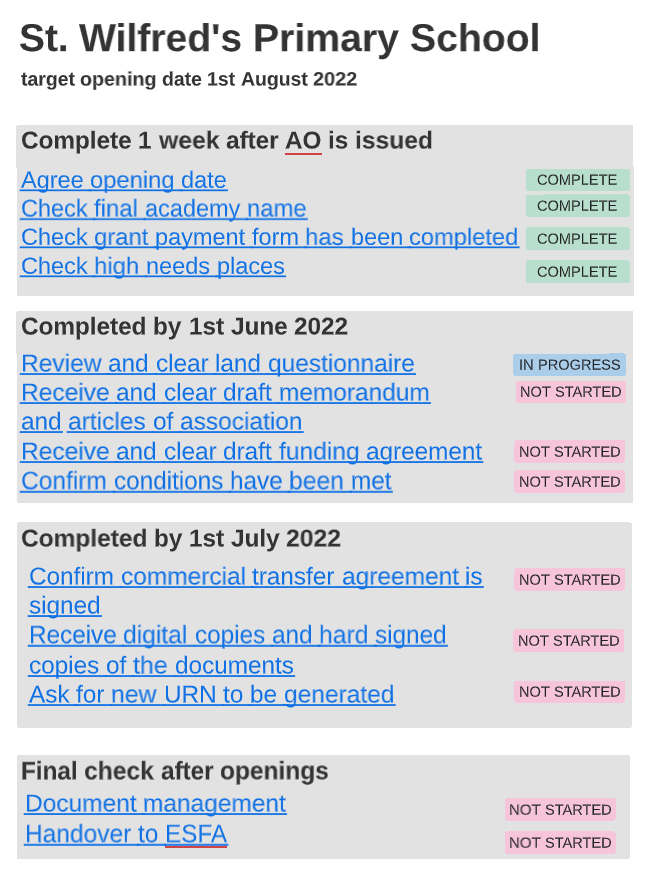 St. Wilfred's Primary School
target opening date 1st August 2022
Complete 1 week after AO is issued
Agree opening date COMPLETE
Check final academy name COMPLETE
Check grant payment form has been completed COMPLETE
Check high needs places COMPLETE
Completed by 1st June 2022
Review and clear land questionnaire IN PROGRESS
Receive and clear draft memorandum NOT STARTED
and articles of association
Receive and clear draft funding agreement NOT STARTED
Confirm conditions have been met NOT STARTED
Completed by 1st July 2022
Confirm commercial transfer agreement is NOT STARTED
signed
Receive digital copies and hard signed NOT STARTED
copies of the documents
Ask for new URN to be generated NOT STARTED
Final check after openings
Document management NOT STARTED
Handover to ESFA NOT STARTED